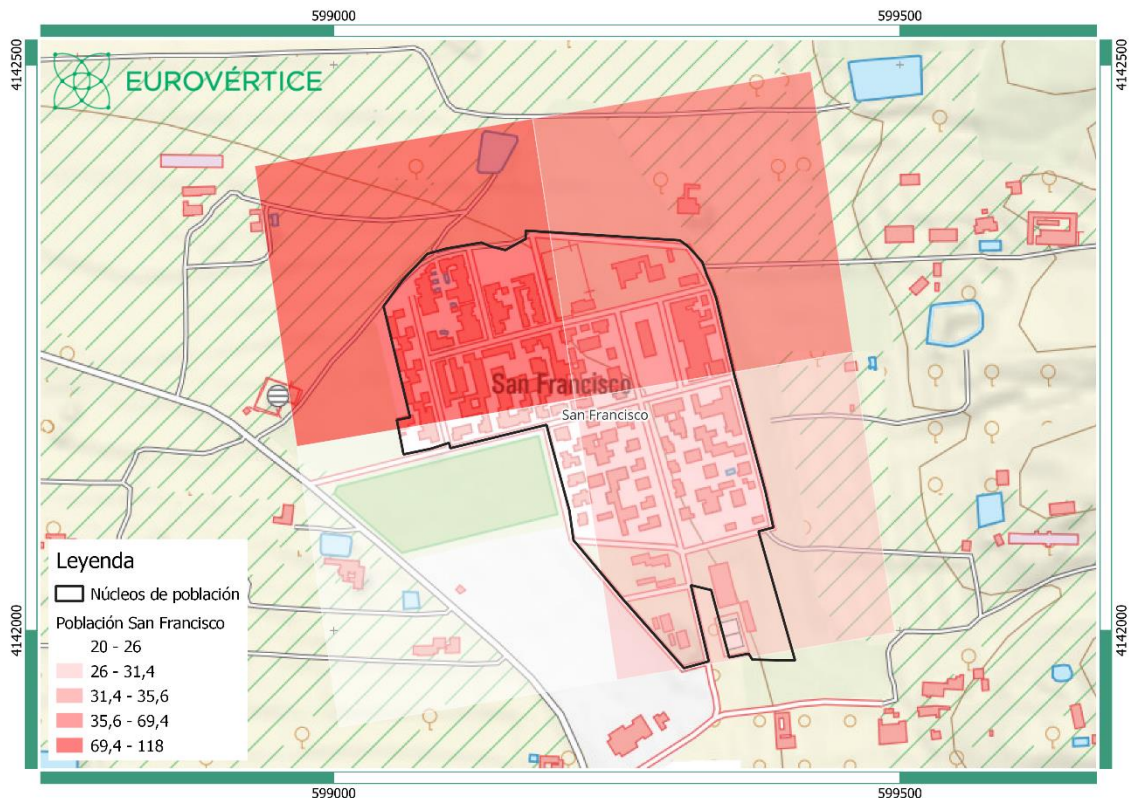 599000 599500
4142500 4142500
EUROVÉRTICE
San Francisco
San Francisco
Leyenda
Núcleos de población
Población San Francisco
20 - 26
26 - 31,4
31,4 - 35,6
35,6 - 69,4
69,4 - 118
4142000 4142000
599000 599500